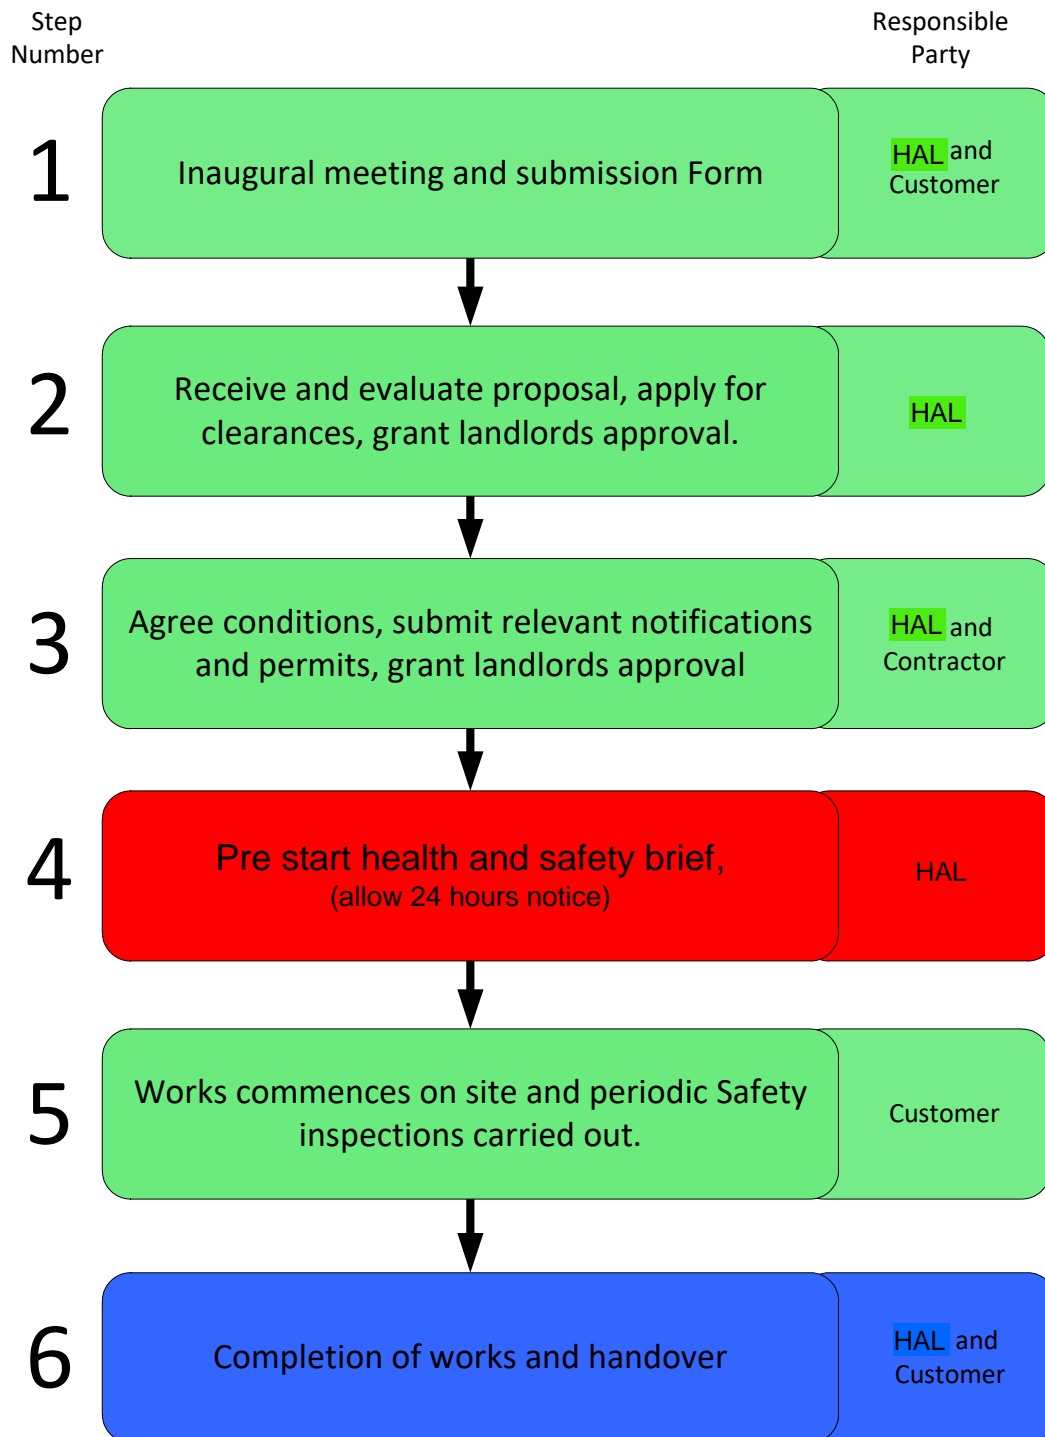 Step
Number
Responsible
Party
1
Inaugural meeting and submission Form
HAL and
Customer
2
Receive and evaluate proposal, apply for
clearances, grant landlords approval.
HAL
3
Agree conditions, submit relevant notifications
and permits, grant landlords approval
HAL and
Contractor
4
Pre start health and safety brief,
(allow 24 hours notice)
HAL
5
Works commences on site and periodic Safety
inspections carried out.
Customer
6
Completion of works and handover
HAL and
Customer